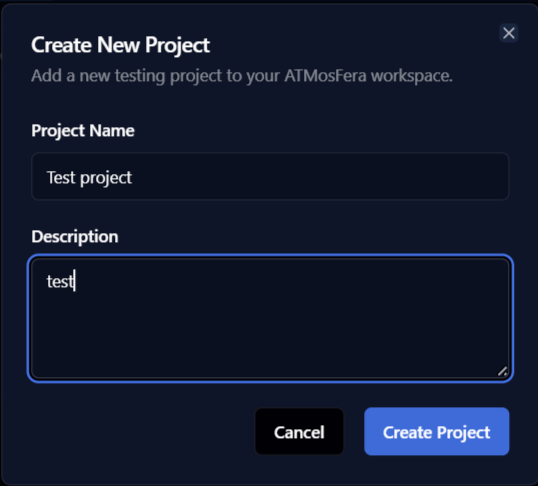 Create New Project
Add a new testing project to your ATMosFera workspace.
Project Name
Test project
Description
test
Cancel
Create Project